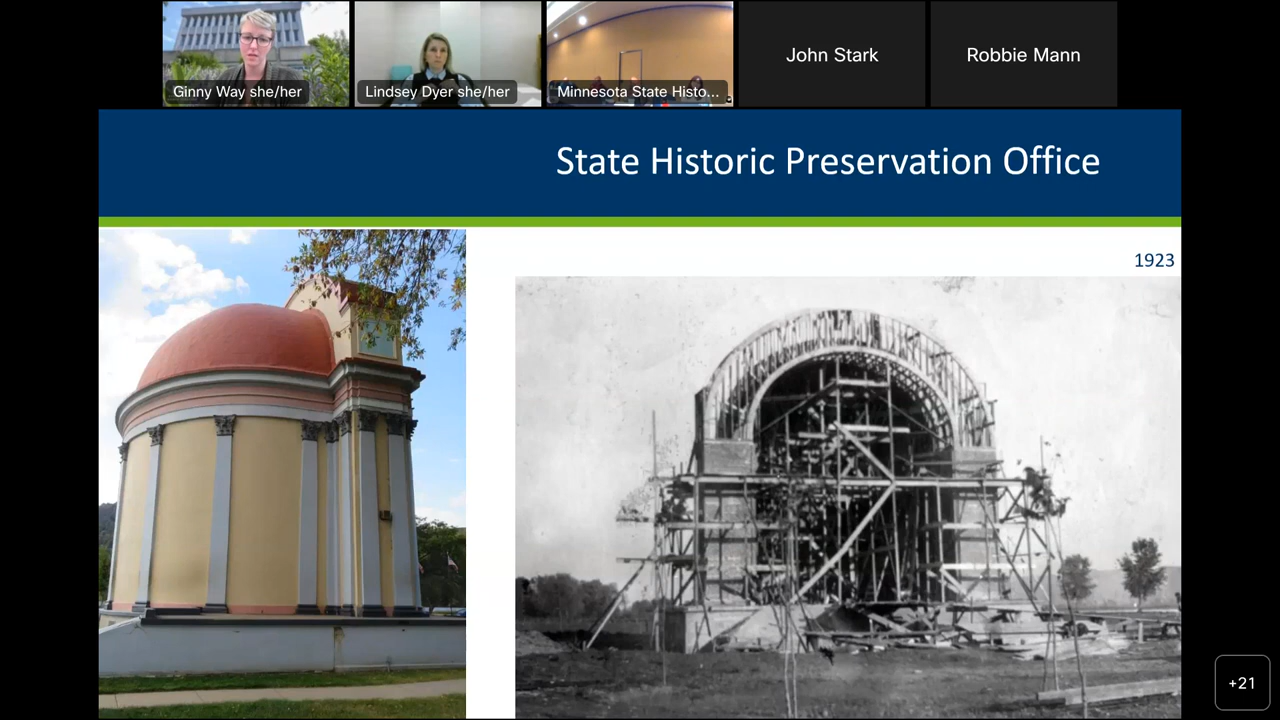 Ginny Way she/her
Lindsey Dyer she/her
Minnesota State Histo...
John Stark
Robbie Mann
State Historic Preservation Office
1923
+21